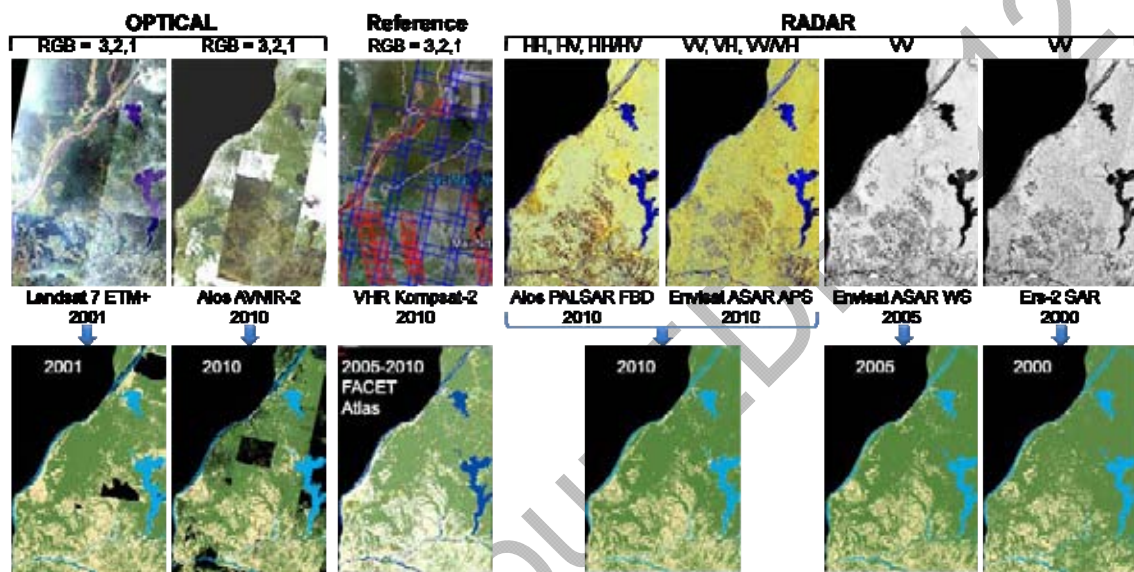 OPTICAL Reference RADAR
RGB = 3,2,1 RGB = 3,2,1 RGB = 3,2,1 HH, HV, HH/HV VV, VH, VV/VH VV VV
Landsat 7 ETM+ Alos AVNIR-2 VHR Kompsat-2 Alos PALSAR FBD Envisat ASAR APS Envisat ASAR WS Ers-2 SAR
2001 2010 2010 2010 2010 2005 2000
2001 2010 2005-2010 2010 2005 2000
FACET
Atlas